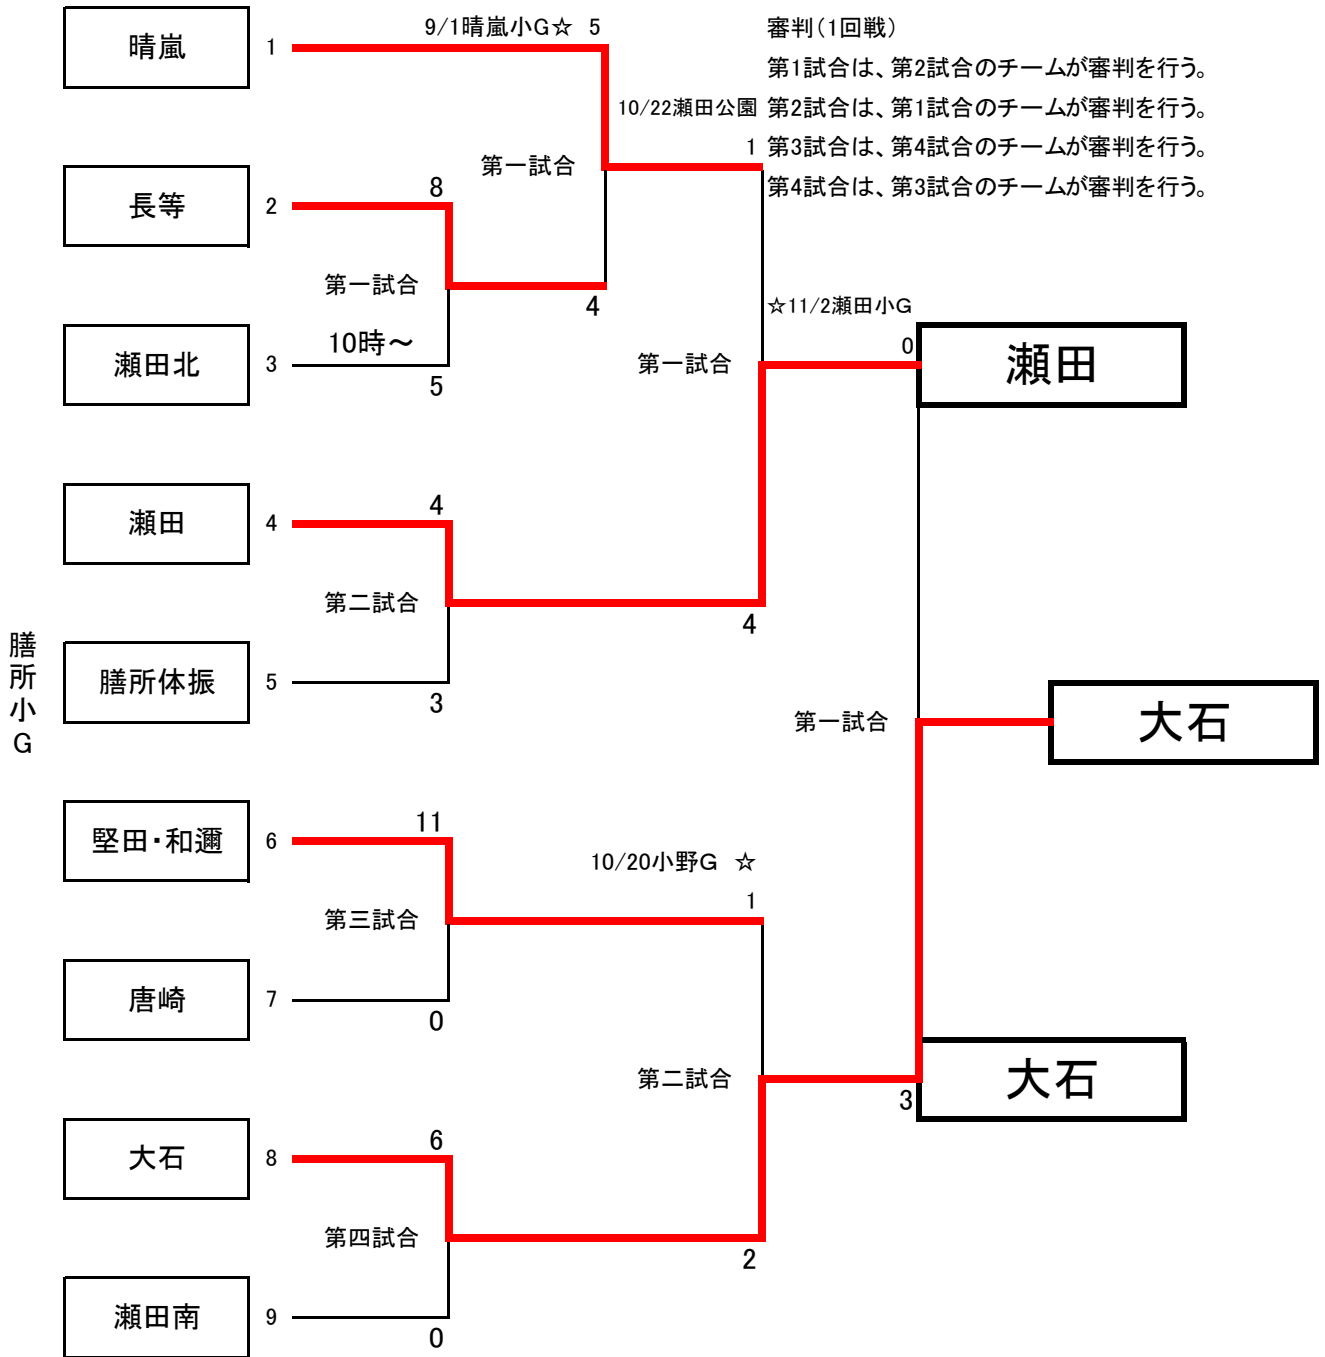 9/1晴嵐小G☆ 5
審判(1回戦)
晴嵐 1
第1試合は、第2試合のチームが審判を行う。
10/22瀬田公園
第2試合は、第1試合のチームが審判を行う。
1
第3試合は、第4試合のチームが審判を行う。
第一試合
8
第4試合は、第3試合のチームが審判を行う。
長等 2
第一試合
4
☆11/2瀬田小G
10時～
0
瀬田北 3
第一試合
瀬田
5
4
瀬田 4
第二試合
4
膳所小G
膳所体振 5
3
第一試合
大石
11
堅田・和邇 6
10/20小野G ☆
1
第三試合
唐崎 7
0
第二試合
大石
3
6
大石 8
第四試合
2
瀬田南 9
0